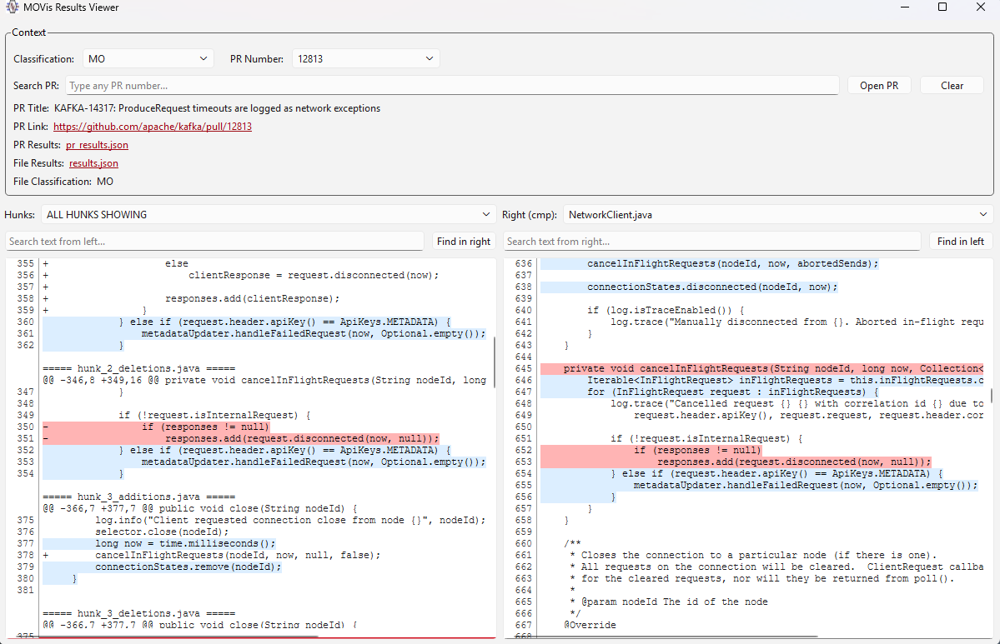 MOVis Results Viewer
Context
Classification: MO PR Number: 12813
Search PR: Type any PR number... Open PR Clear
PR Title: KAFKA-14317: ProduceRequest timeouts are logged as network exceptions
PR Link: https://github.com/apache/kafka/pull/12813
PR Results: pr_results.json
File Results: results.json
File Classification: MO
Hunks: ALL HUNKS SHOWING
Search text from left... Find in right
355 + else
356 + clientResponse = request.disconnected(now);
357 +
358 + responses.add(clientResponse);
359 + }
360 } else if (request.header.apiKey() == ApiKeys.METADATA) {
361 metadataUpdater.handleFailedRequest(now, Optional.empty());
362 }
===== hunk_2_deletions.java =====
@@ -346,8 +349,16 @@ private void cancelInFlightRequests(String nodeId, long
347 }
348
349 if (!request.isInternalRequest) {
350 - if (responses != null)
351 - responses.add(request.disconnected(now, null));
352 } else if (request.header.apiKey() == ApiKeys.METADATA) {
353 metadataUpdater.handleFailedRequest(now, Optional.empty());
354 }
===== hunk_3_additions.java =====
@@ -366,7 +377,7 @@ public void close(String nodeId) {
375 log.info("Client requested connection close from node {}", nodeId);
376 selector.close(nodeId);
377 long now = time.milliseconds();
378 + cancelInFlightRequests(nodeId, now, null, false);
379 connectionStates.remove(nodeId);
380 }
381
===== hunk_3_deletions.java =====
@@ -366,7 +377,7 @@ public void close(String nodeId) {
375
Right (cmp): NetworkClient.java
Search text from right... Find in left
636 cancelInFlightRequests(nodeId, now, abortedSends);
637
638 connectionStates.disconnected(nodeId, now);
639
640 if (log.isTraceEnabled()) {
641 log.trace("Manually disconnected from {}. Aborted in-flight requ
642 }
643 }
644
645 private void cancelInFlightRequests(String nodeId, long now, Collection<
646 Iterable<InFlightRequest> inFlightRequests = this.inFlightRequests.c
647 for (InFlightRequest request : inFlightRequests) {
648 log.trace("Cancelled request {} {} with correlation id {} due to
649 request.header.apiKey(), request.request, request.header.cor
650
651 if (!request.isInternalRequest) {
652 if (responses != null)
653 responses.add(request.disconnected(now, null));
654 } else if (request.header.apiKey() == ApiKeys.METADATA) {
655 metadataUpdater.handleFailedRequest(now, Optional.empty());
656 }
657 }
658 }
659
660 /**
661 * Closes the connection to a particular node (if there is one).
662 * All requests on the connection will be cleared. ClientRequest callba
663 * for the cleared requests, nor will they be returned from poll().
664 *
665 * @param nodeId The id of the node
666 */
667 @Override
668